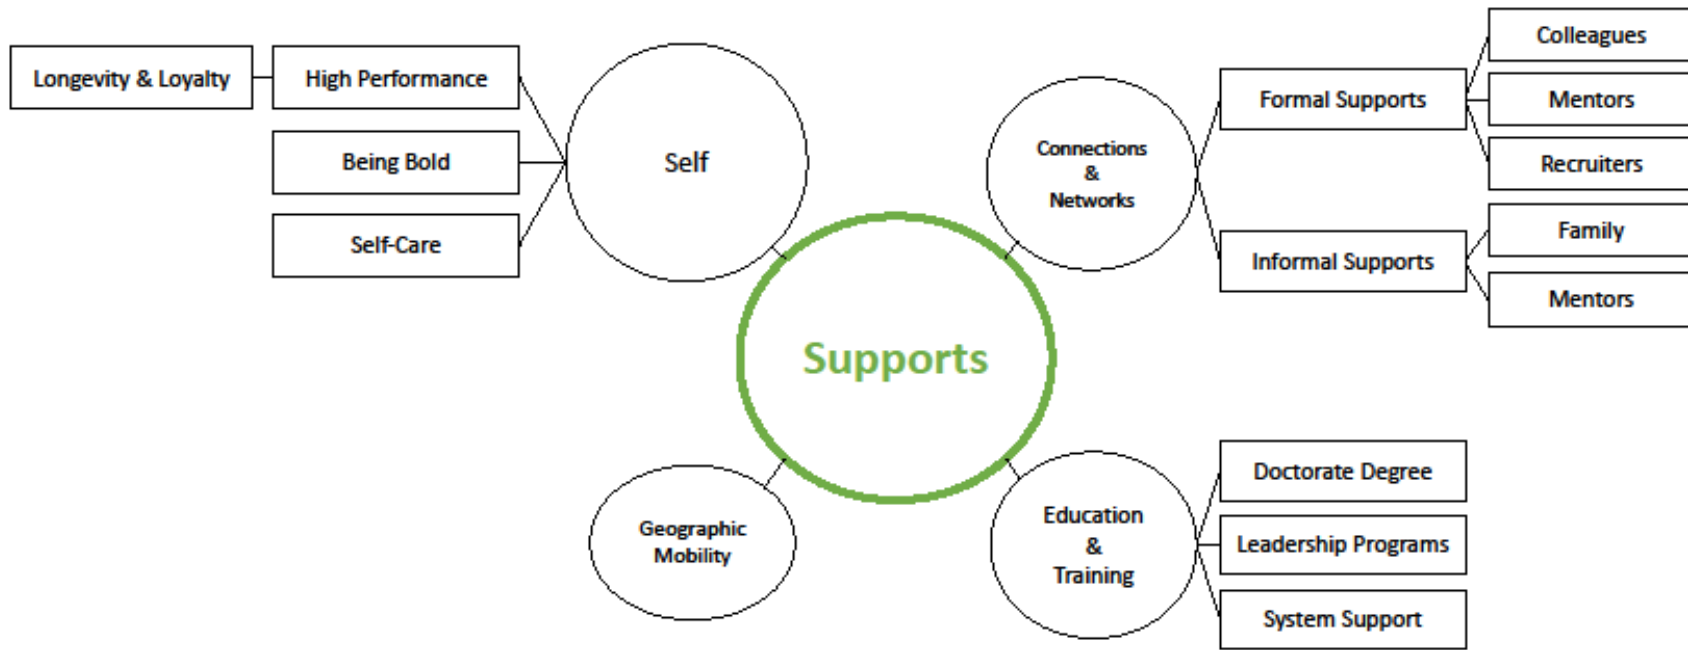 Longevity & Loyalty
High Performance
Being Bold
Self-Care
Self
Connections
&
Networks
Formal Supports
Colleagues
Mentors
Recruiters
Informal Supports
Family
Mentors
Supports
Geographic
Mobility
Education
&
Training
Doctorate Degree
Leadership Programs
System Support